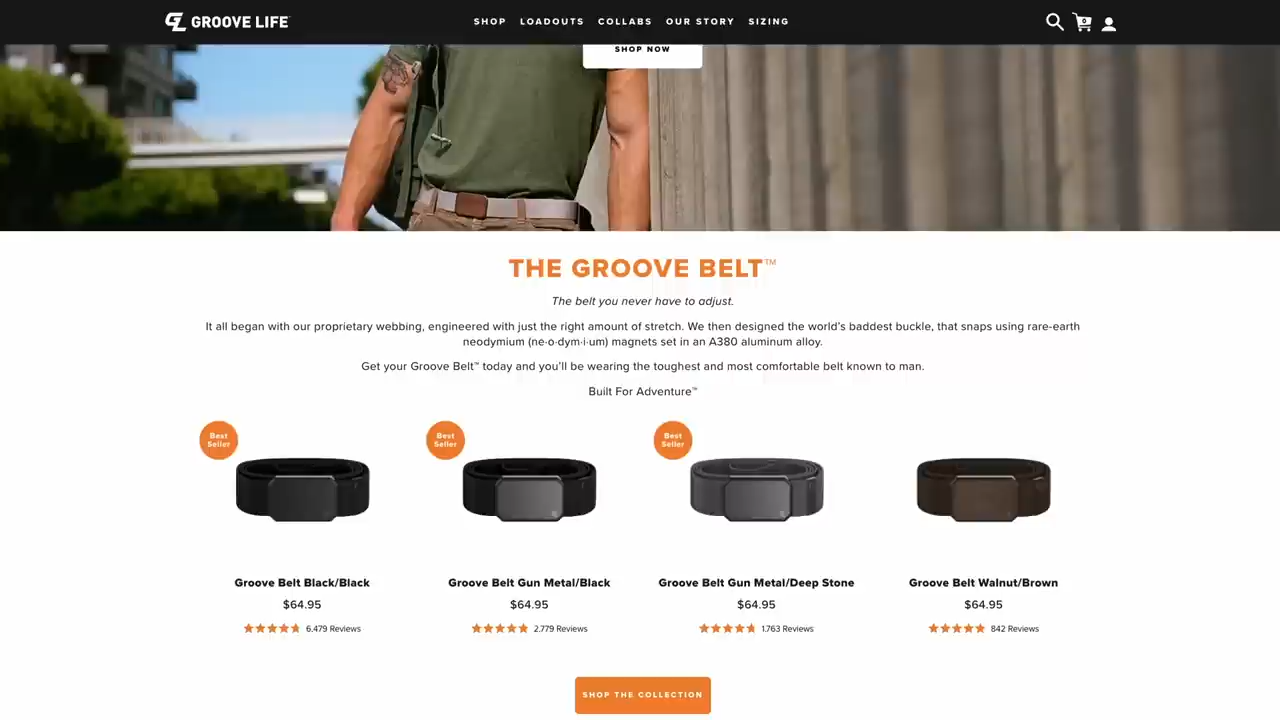 GROOVE LIFE
SHOP LOADOUTS COLLABS OUR STORY SIZING
0
SHOP NOW
THE GROOVE BELT™
The belt you never have to adjust.
It all began with our proprietary webbing, engineered with just the right amount of stretch. We then designed the world's baddest buckle, that snaps using rare-earth
neodymium (ne·o·dym·i·um) magnets set in an A380 aluminum alloy.
Get your Groove Belt™ today and you'll be wearing the toughest and most comfortable belt known to man.
Built For Adventure™
Best Seller
Best Seller
Best Seller
Groove Belt Black/Black
$64.95
6,479 Reviews
Groove Belt Gun Metal/Black
$64.95
2,779 Reviews
Groove Belt Gun Metal/Deep Stone
$64.95
1,763 Reviews
Groove Belt Walnut/Brown
$64.95
842 Reviews
SHOP THE COLLECTION